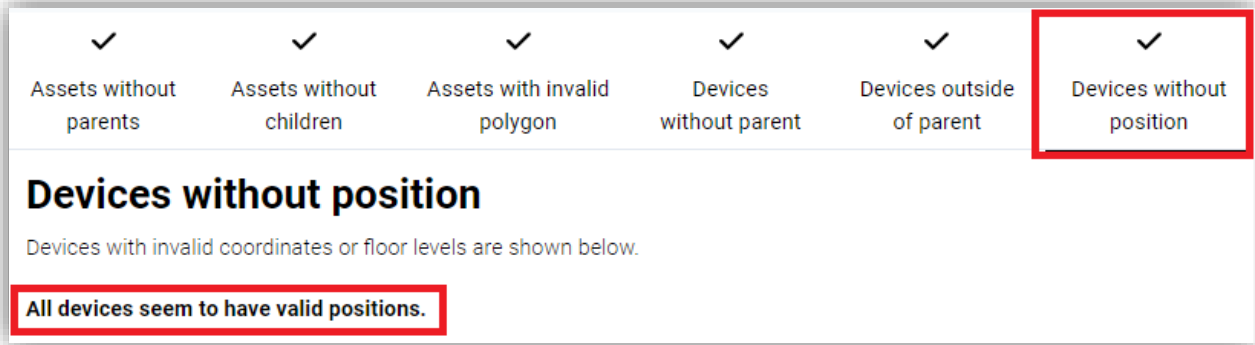 Assets without parents
Assets without children
Assets with invalid polygon
Devices without parent
Devices outside of parent
Devices without position
Devices without position
Devices with invalid coordinates or floor levels are shown below.
All devices seem to have valid positions.